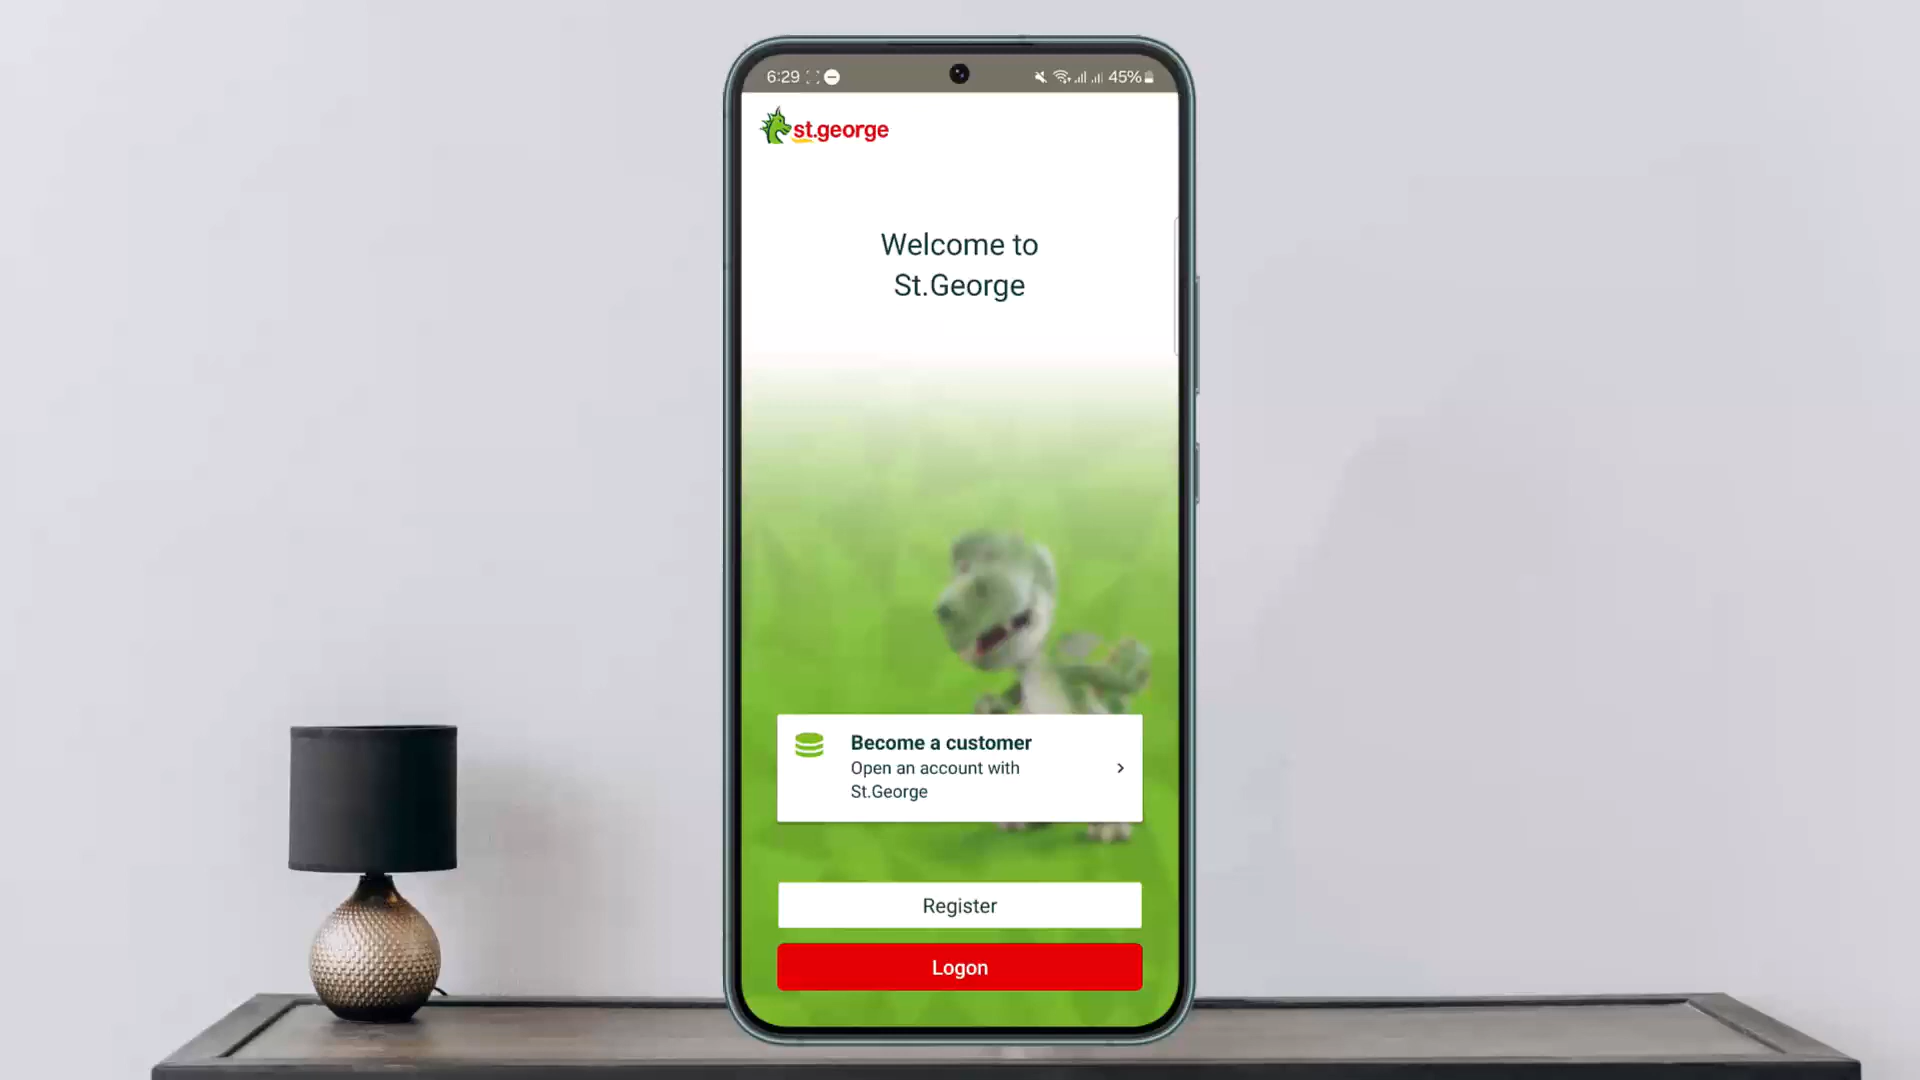 6:29
45%
st.george
Welcome to
St.George
Become a customer
Open an account with
St.George
Register
Logon